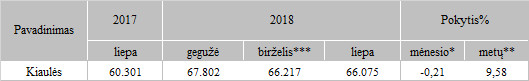 Pavadinimas 2017 2018 Pokytis%
liepa gegužė birželis*** liepa mėnesio* metų**
Kiaulės 60.301 67.802 66.217 66.075 -0,21 9,58